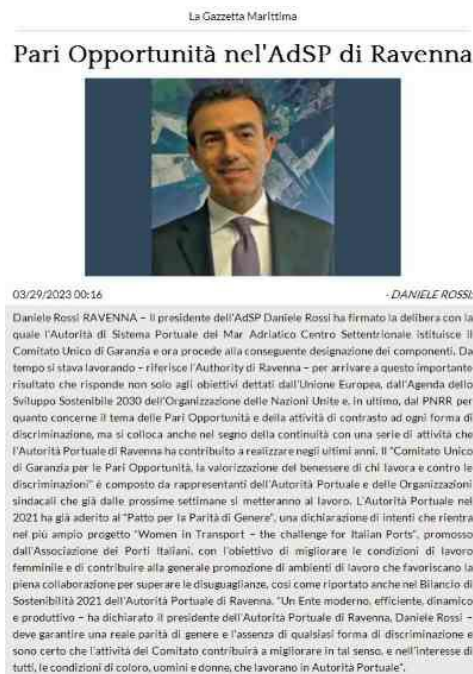 La Gazzetta Marittima
Pari Opportunità nel'AdSP di Ravenna
03/29/2023 00:16
- DANIELE ROSSI;
Daniele Rossi RAVENNA – Il presidente dell'AdSP Daniele Rossi ha firmato la delibera con la
quale l'Autorità di Sistema Portuale del Mar Adriatico Centro Settentrionale istituisce il
Comitato Unico di Garanzia e ora procede alla conseguente designazione dei componenti. Da
tempo si stava lavorando – riferisce l'Authority di Ravenna – per arrivare a questo importante
risultato che risponde non solo agli obiettivi dettati dall'Unione Europea, dall'Agenda dello
Sviluppo Sostenibile 2030 dell'Organizzazione delle Nazioni Unite e, in ultimo, dal PNRR per
quanto concerne il tema delle Pari Opportunità e della attività di contrasto ad ogni forma di
discriminazione, ma si colloca anche nel segno della continuità con una serie di attività che
l'Autorità Portuale di Ravenna ha contribuito a realizzare negli ultimi anni. Il "Comitato Unico
di Garanzia per le Pari Opportunità, la valorizzazione del benessere di chi lavora e contro le
discriminazioni" è composto da rappresentanti dell'Autorità Portuale e delle Organizzazioni
sindacali che già dalle prossime settimane si metteranno al lavoro. L'Autorità Portuale nel
2021 ha già aderito al "Patto per la Parità di Genere", una dichiarazione di intenti che rientra
nel più ampio progetto "Women in Transport – the challenge for Italian Ports", promosso
dall'Associazione dei Porti Italiani, con l'obiettivo di migliorare le condizioni di lavoro
femminile e di contribuire alla generale promozione di ambienti di lavoro che favoriscano la
piena collaborazione per superare le disuguaglianze, così come riportato anche nel Bilancio di
Sostenibilità 2021 dell'Autorità Portuale di Ravenna. "Un Ente moderno, efficiente, dinamico
e produttivo – ha dichiarato il presidente dell'Autorità Portuale di Ravenna, Daniele Rossi –
deve garantire una reale parità di genere e l'assenza di qualsiasi forma di discriminazione e
sono certo che l'attività del Comitato contribuirà a migliorare in tal senso, e nell'interesse di
tutti, le condizioni di coloro, uomini e donne, che lavorano in Autorità Portuale".